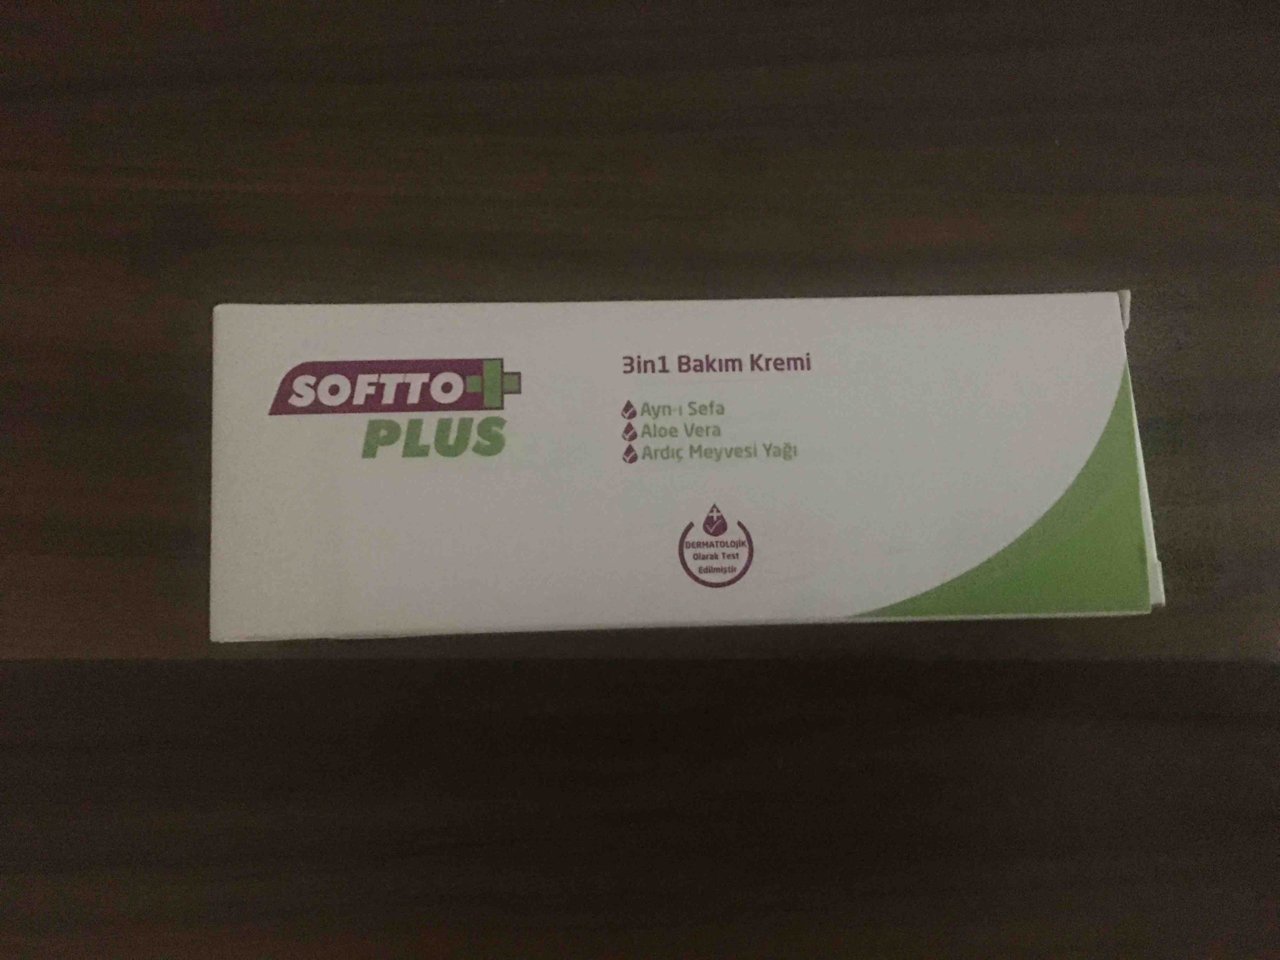 SOFTTO
PLUS
3in1 Bakım Kremi
Ayn-ı Sefa
Aloe Vera
Ardıç Meyvesi Yağı
DERMATOLOJİK
Olarak Test
Edilmiştir